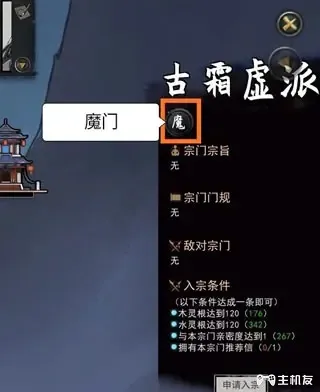 古霜虚派
魔门
魔
宗门宗旨
无
宗门门规
无
敌对宗门
无
入宗条件
(以下条件达成一条即可)
木灵根达到120 (176)
水灵根达到120 (342)
与本宗门亲密度达到1 (267)
拥有本宗门推荐信 (0/1)
申请入宗
主机友